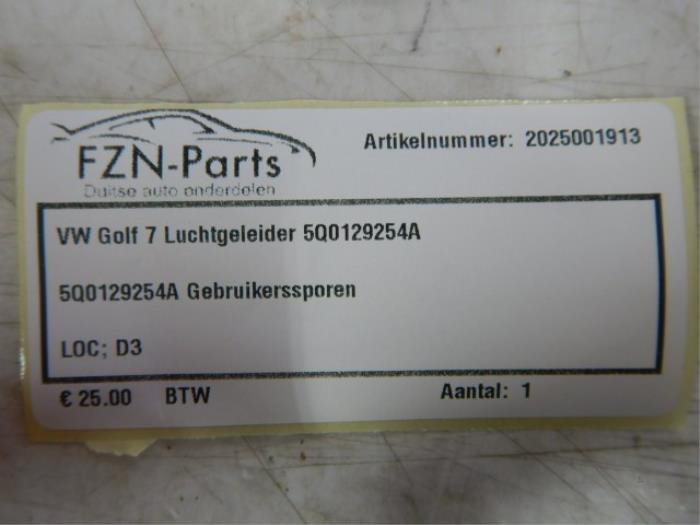 FZN-Parts
Duitse auto onderdelen
Artikelnummer: 2025001913
VW Golf 7 Luchtgeleider 5Q0129254A
5Q0129254A Gebruikerssporen
LOC; D3
€ 25.00 BTW Aantal: 1